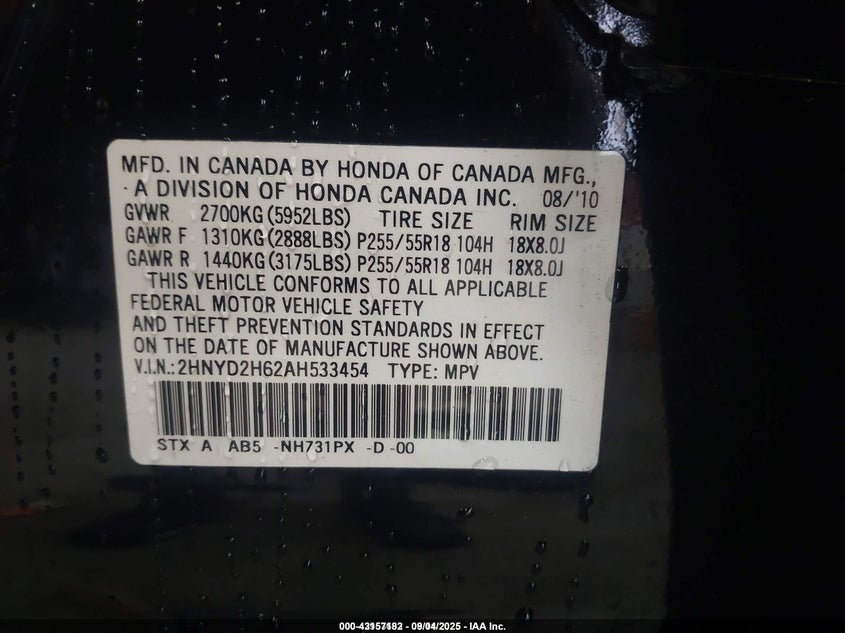 MFD. IN CANADA BY HONDA OF CANADA MFG.,
A DIVISION OF HONDA CANADA INC. 08/'10
GVWR 2700KG(5952LBS) TIRE SIZE RIM SIZE
GAWR F 1310KG(2888LBS) P255/55R18 104H 18X8.0J
GAWR R 1440KG(3175LBS) P255/55R18 104H 18X8.0J
THIS VEHICLE CONFORMS TO ALL APPLICABLE
FEDERAL MOTOR VEHICLE SAFETY
AND THEFT PREVENTION STANDARDS IN EFFECT
ON THE DATE OF MANUFACTURE SHOWN ABOVE.
V.I.N.:2HNYD2H62AH533454 TYPE: MPV
STX A AB5 -NH731PX -D -00
- IAA Inc.